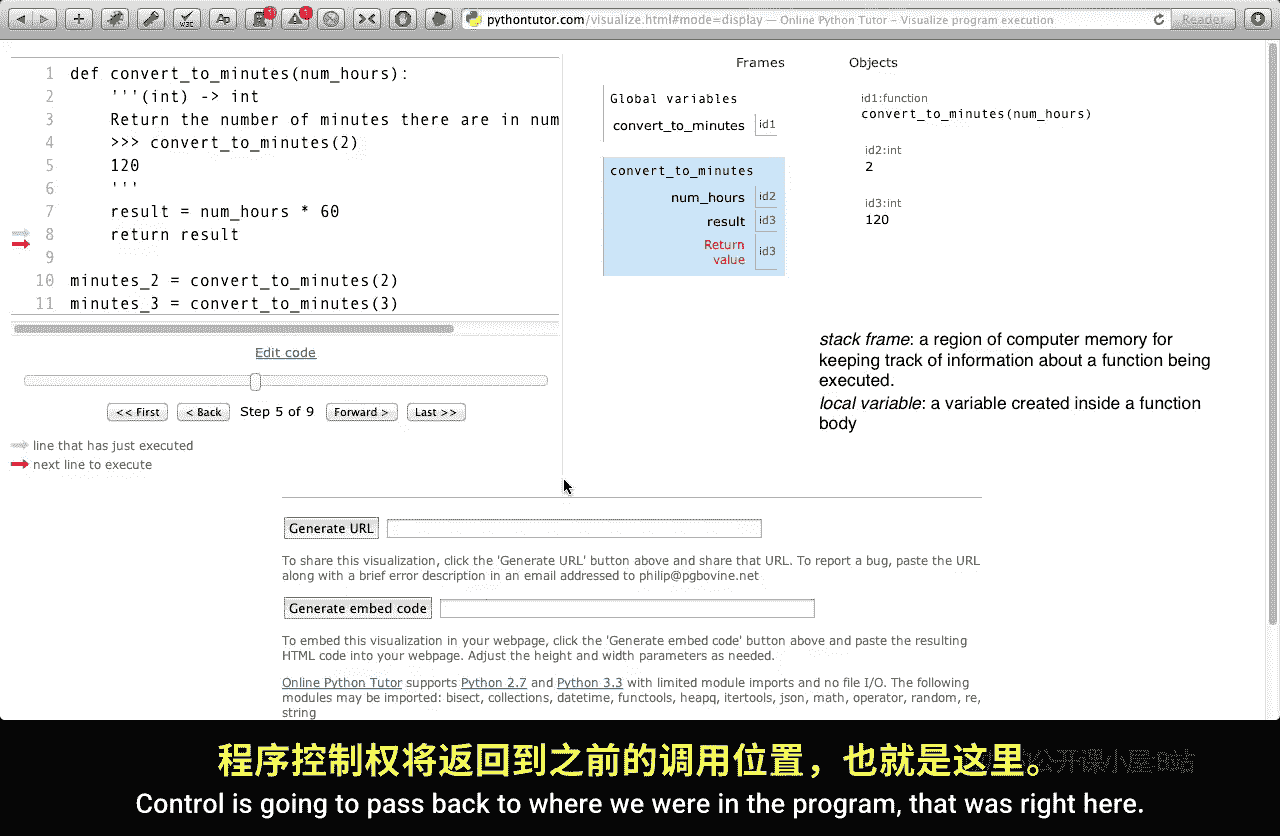 W3C
Ap
1
1
pythontutor.com/visualize.html#mode=display — Online Python Tutor – Visualize program execution
Reader
1 def convert_to_minutes(num_hours):
2 '''(int) -> int
3 Return the number of minutes there are in num
4 >>> convert_to_minutes(2)
5 120
6 '''
7 result = num_hours * 60
8 return result
9
10 minutes_2 = convert_to_minutes(2)
11 minutes_3 = convert_to_minutes(3)
Edit code
<< First
< Back
Step 5 of 9
Forward >
Last >>
line that has just executed
next line to execute
Frames
Objects
Global variables
convert_to_minutes id1
convert_to_minutes
num_hours id2
result id3
Return
value id3
id1:function
convert_to_minutes(num_hours)
id2:int
2
id3:int
120
stack frame: a region of computer memory for
keeping track of information about a function being
executed.
local variable: a variable created inside a function
body
Generate URL
To share this visualization, click the 'Generate URL' button above and share that URL. To report a bug, paste the URL
along with a brief error description in an email addressed to philip@pgbovine.net
Generate embed code
To embed this visualization in your webpage, click the 'Generate embed code' button above and paste the resulting
HTML code into your webpage. Adjust the height and width parameters as needed.
Online Python Tutor supports Python 2.7 and Python 3.3 with limited module imports and no file I/O. The following
modules may be imported: bisect, collections, datetime, functools, heapq, itertools, json, math, operator, random, re,
string
程序控制权将返回到之前的调用位置，也就是这里。
公开课小屋:B站
Control is going to pass back to where we were in the program, that was right here.